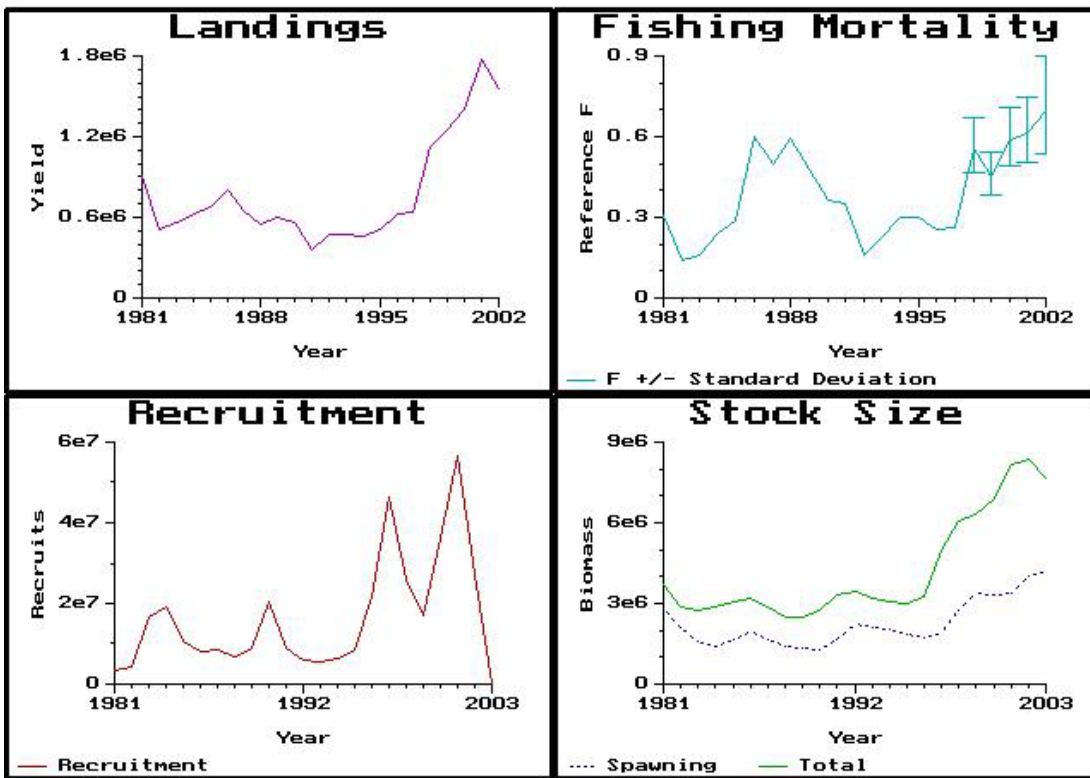 Landings
1.8e6
1.2e6
0.6e6
0
Yield
1981 1988 1995 2002
Year
Fishing Mortality
0.9
0.6
0.3
0
Reference F
1981 1988 1995 2002
Year
F +/- Standard Deviation
Recruitment
6e7
4e7
2e7
0
Recruits
1981 1992 2003
Year
Recruitment
Stock Size
9e6
6e6
3e6
0
Biomass
1981 1992 2003
Year
Spawning Total